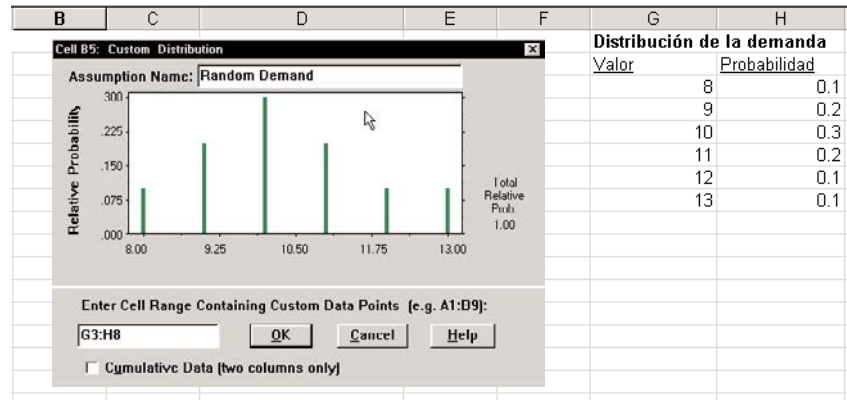 B C D E F G H
Cell B5: Custom Distribution
Assumption Name: Random Demand
.300
.225
.150
.075
.000
Relative Probability
8.00 9.25 10.50 11.75 13.00
Total
Relative
Prob
1.00
Enter Cell Range Containing Custom Data Points (e.g. A1:B9):
G3:H8
OK Cancel Help
Cumulative Data (two columns only)
Distribución de la demanda
Valor Probabilidad
8 0.1
9 0.2
10 0.3
11 0.2
12 0.1
13 0.1